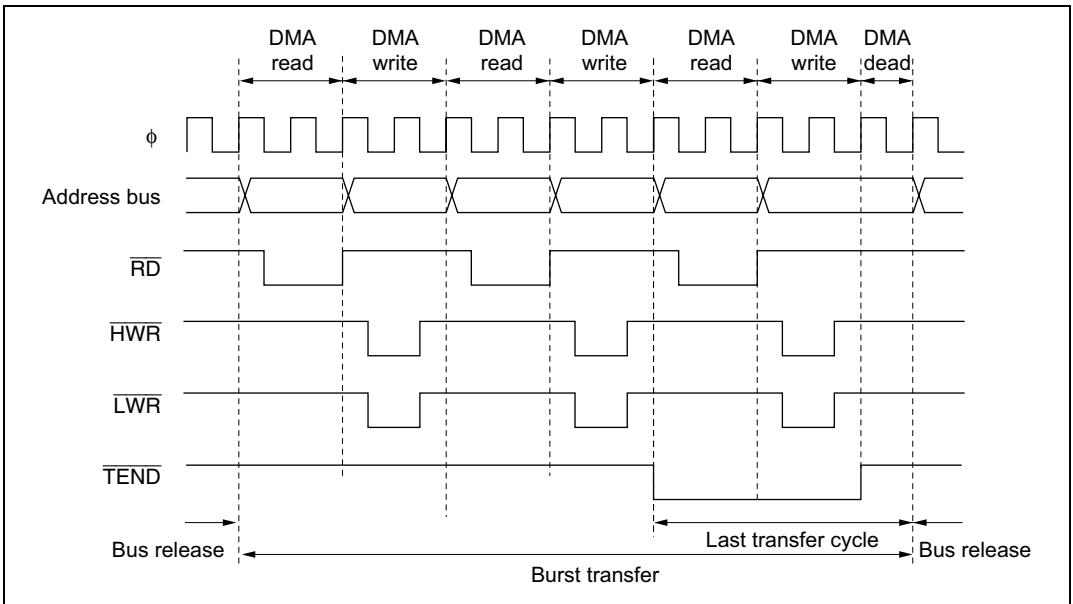 DMA read
DMA write
DMA read
DMA write
DMA read
DMA write
DMA dead
ϕ
Address bus
RD
HWR
LWR
TEND
Bus release
Last transfer cycle
Bus release
Burst transfer